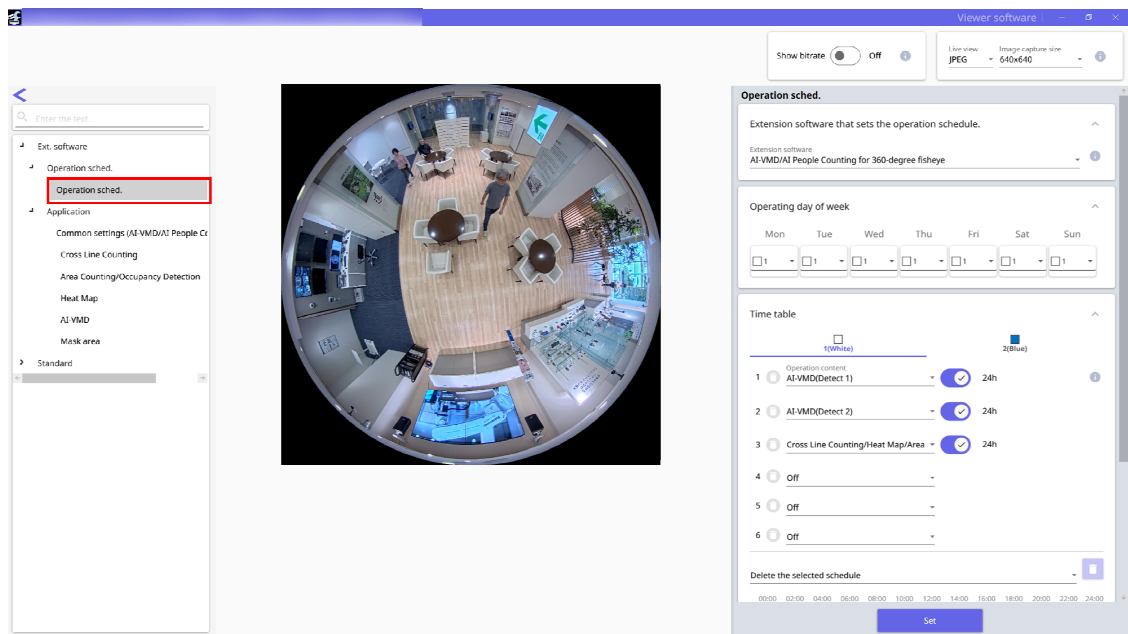 Viewer software
Show bitrate Off
Live view
JPEG
Image capture size
640x640
Enter the text.
Ext. software
Operation sched.
Operation sched.
Application
Common settings (AI-VMD/AI People Co
Cross Line Counting
Area Counting/Occupancy Detection
Heat Map
AI-VMD
Mask area
Standard
Operation sched.
Extension software that sets the operation schedule.
Extension software
AI-VMD/AI People Counting for 360-degree fisheye
Operating day of week
Mon Tue Wed Thu Fri Sat Sun
1 1 1 1 1 1 1
Time table
1(White) 2(Blue)
Operation content
1 AI-VMD(Detect 1) 24h
2 AI-VMD(Detect 2) 24h
3 Cross Line Counting/Heat Map/Area 24h
4 Off
5 Off
6 Off
Delete the selected schedule
00:00 02:00 04:00 06:00 08:00 10:00 12:00 14:00 16:00 18:00 20:00 22:00 24:00
Set